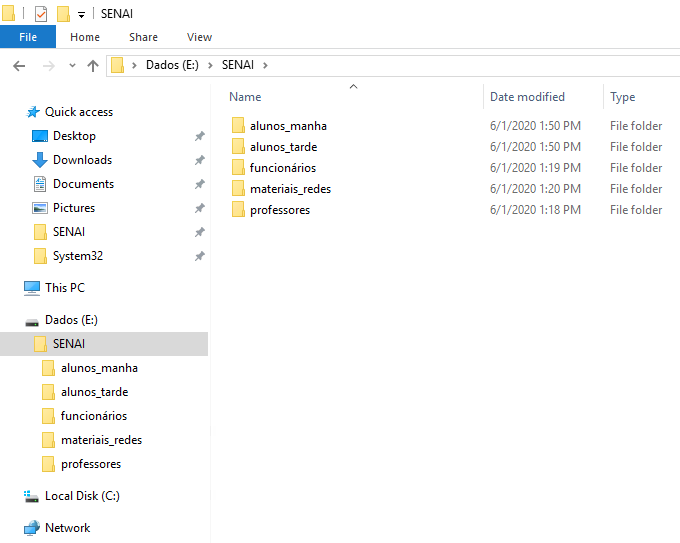 SENAI
File Home Share View
Dados (E:) SENAI
Name Date modified Type
alunos_manha 6/1/2020 1:50 PM File folder
alunos_tarde 6/1/2020 1:50 PM File folder
funcionários 6/1/2020 1:19 PM File folder
materiais_redes 6/1/2020 1:20 PM File folder
professores 6/1/2020 1:18 PM File folder
Quick access
Desktop
Downloads
Documents
Pictures
SENAI
System32
This PC
Dados (E:)
SENAI
alunos_manha
alunos_tarde
funcionários
materiais_redes
professores
Local Disk (C:)
Network